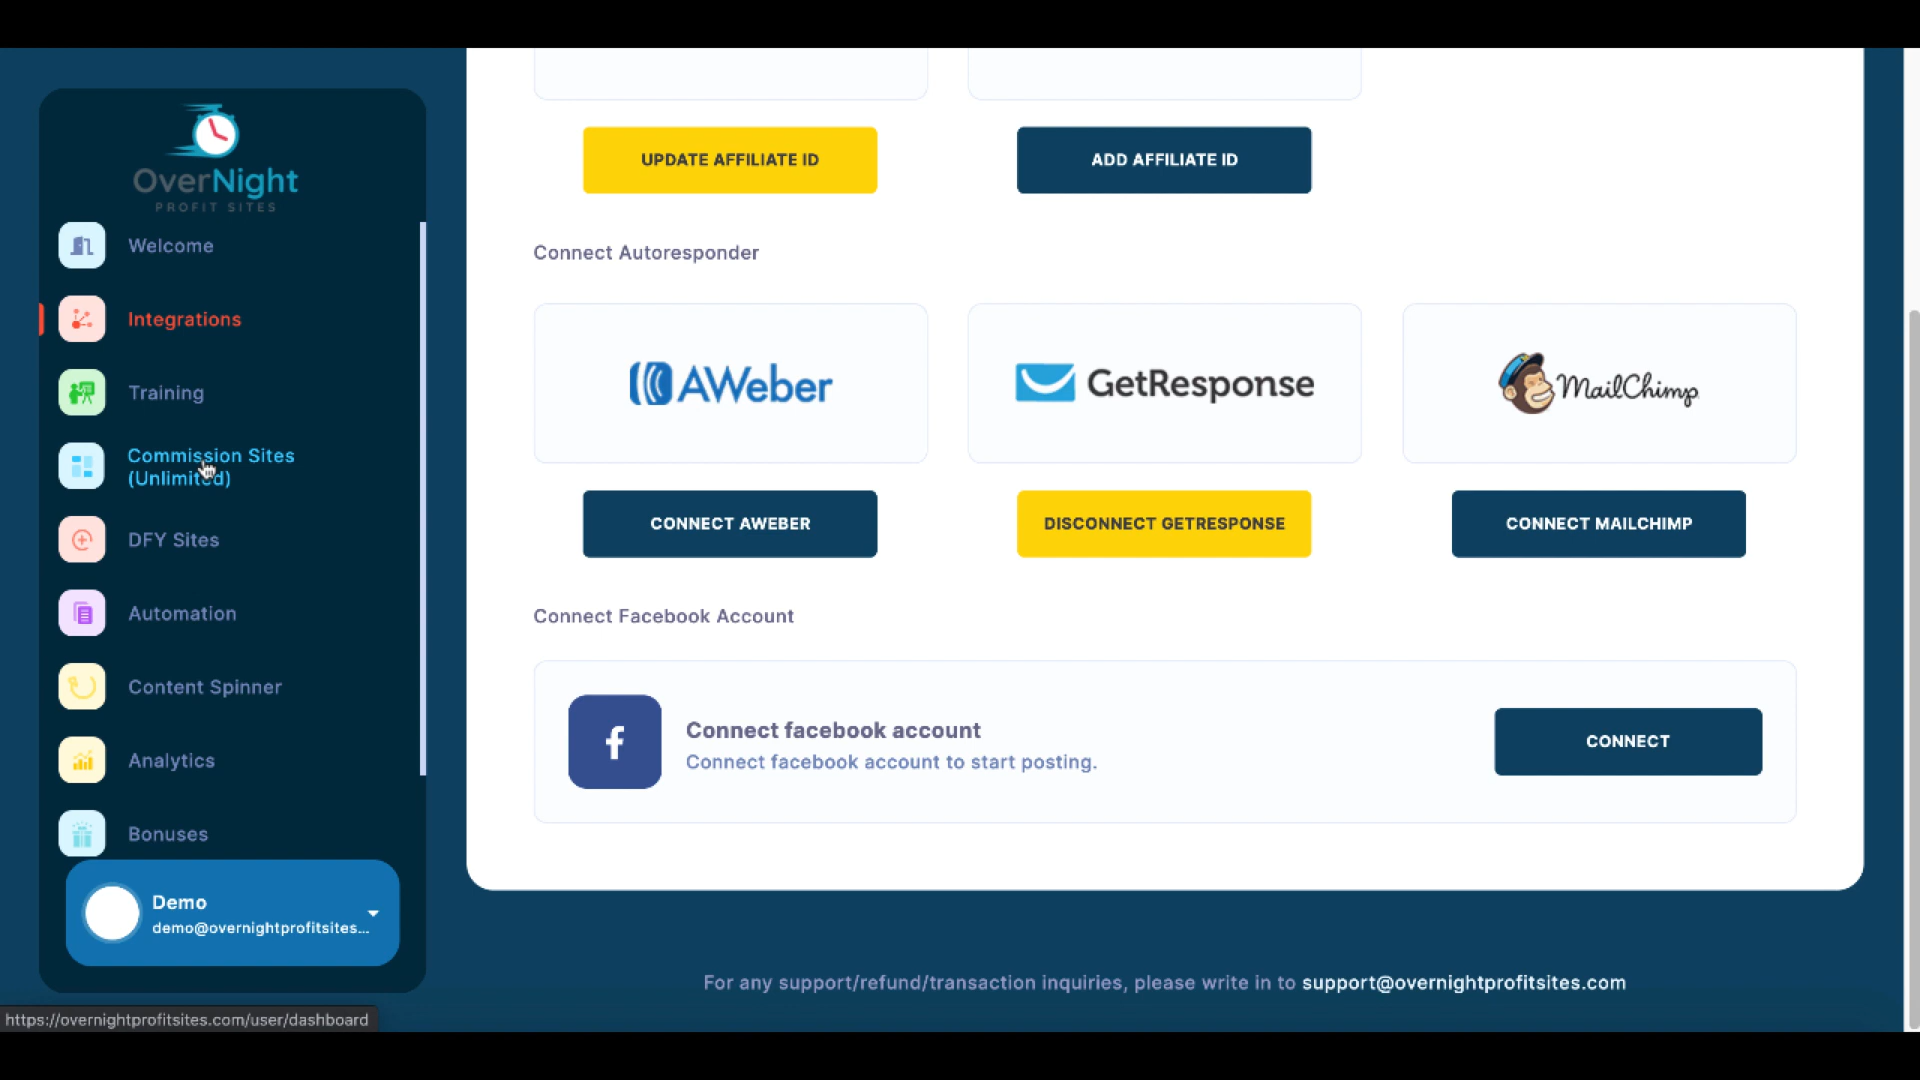 OverNight
PROFIT SITES
Welcome
Integrations
Training
Commission Sites
(Unlimited)
DFY Sites
Automation
Content Spinner
Analytics
Bonuses
Demo
demo@overnightprofitsites...
https://overnightprofitsites.com/user/dashboard
UPDATE AFFILIATE ID
ADD AFFILIATE ID
Connect Autoresponder
AWeber
GetResponse
MailChimp
CONNECT AWEBER
DISCONNECT GETRESPONSE
CONNECT MAILCHIMP
Connect Facebook Account
f
Connect facebook account
Connect facebook account to start posting.
CONNECT
For any support/refund/transaction inquiries, please write in to support@overnightprofitsites.com